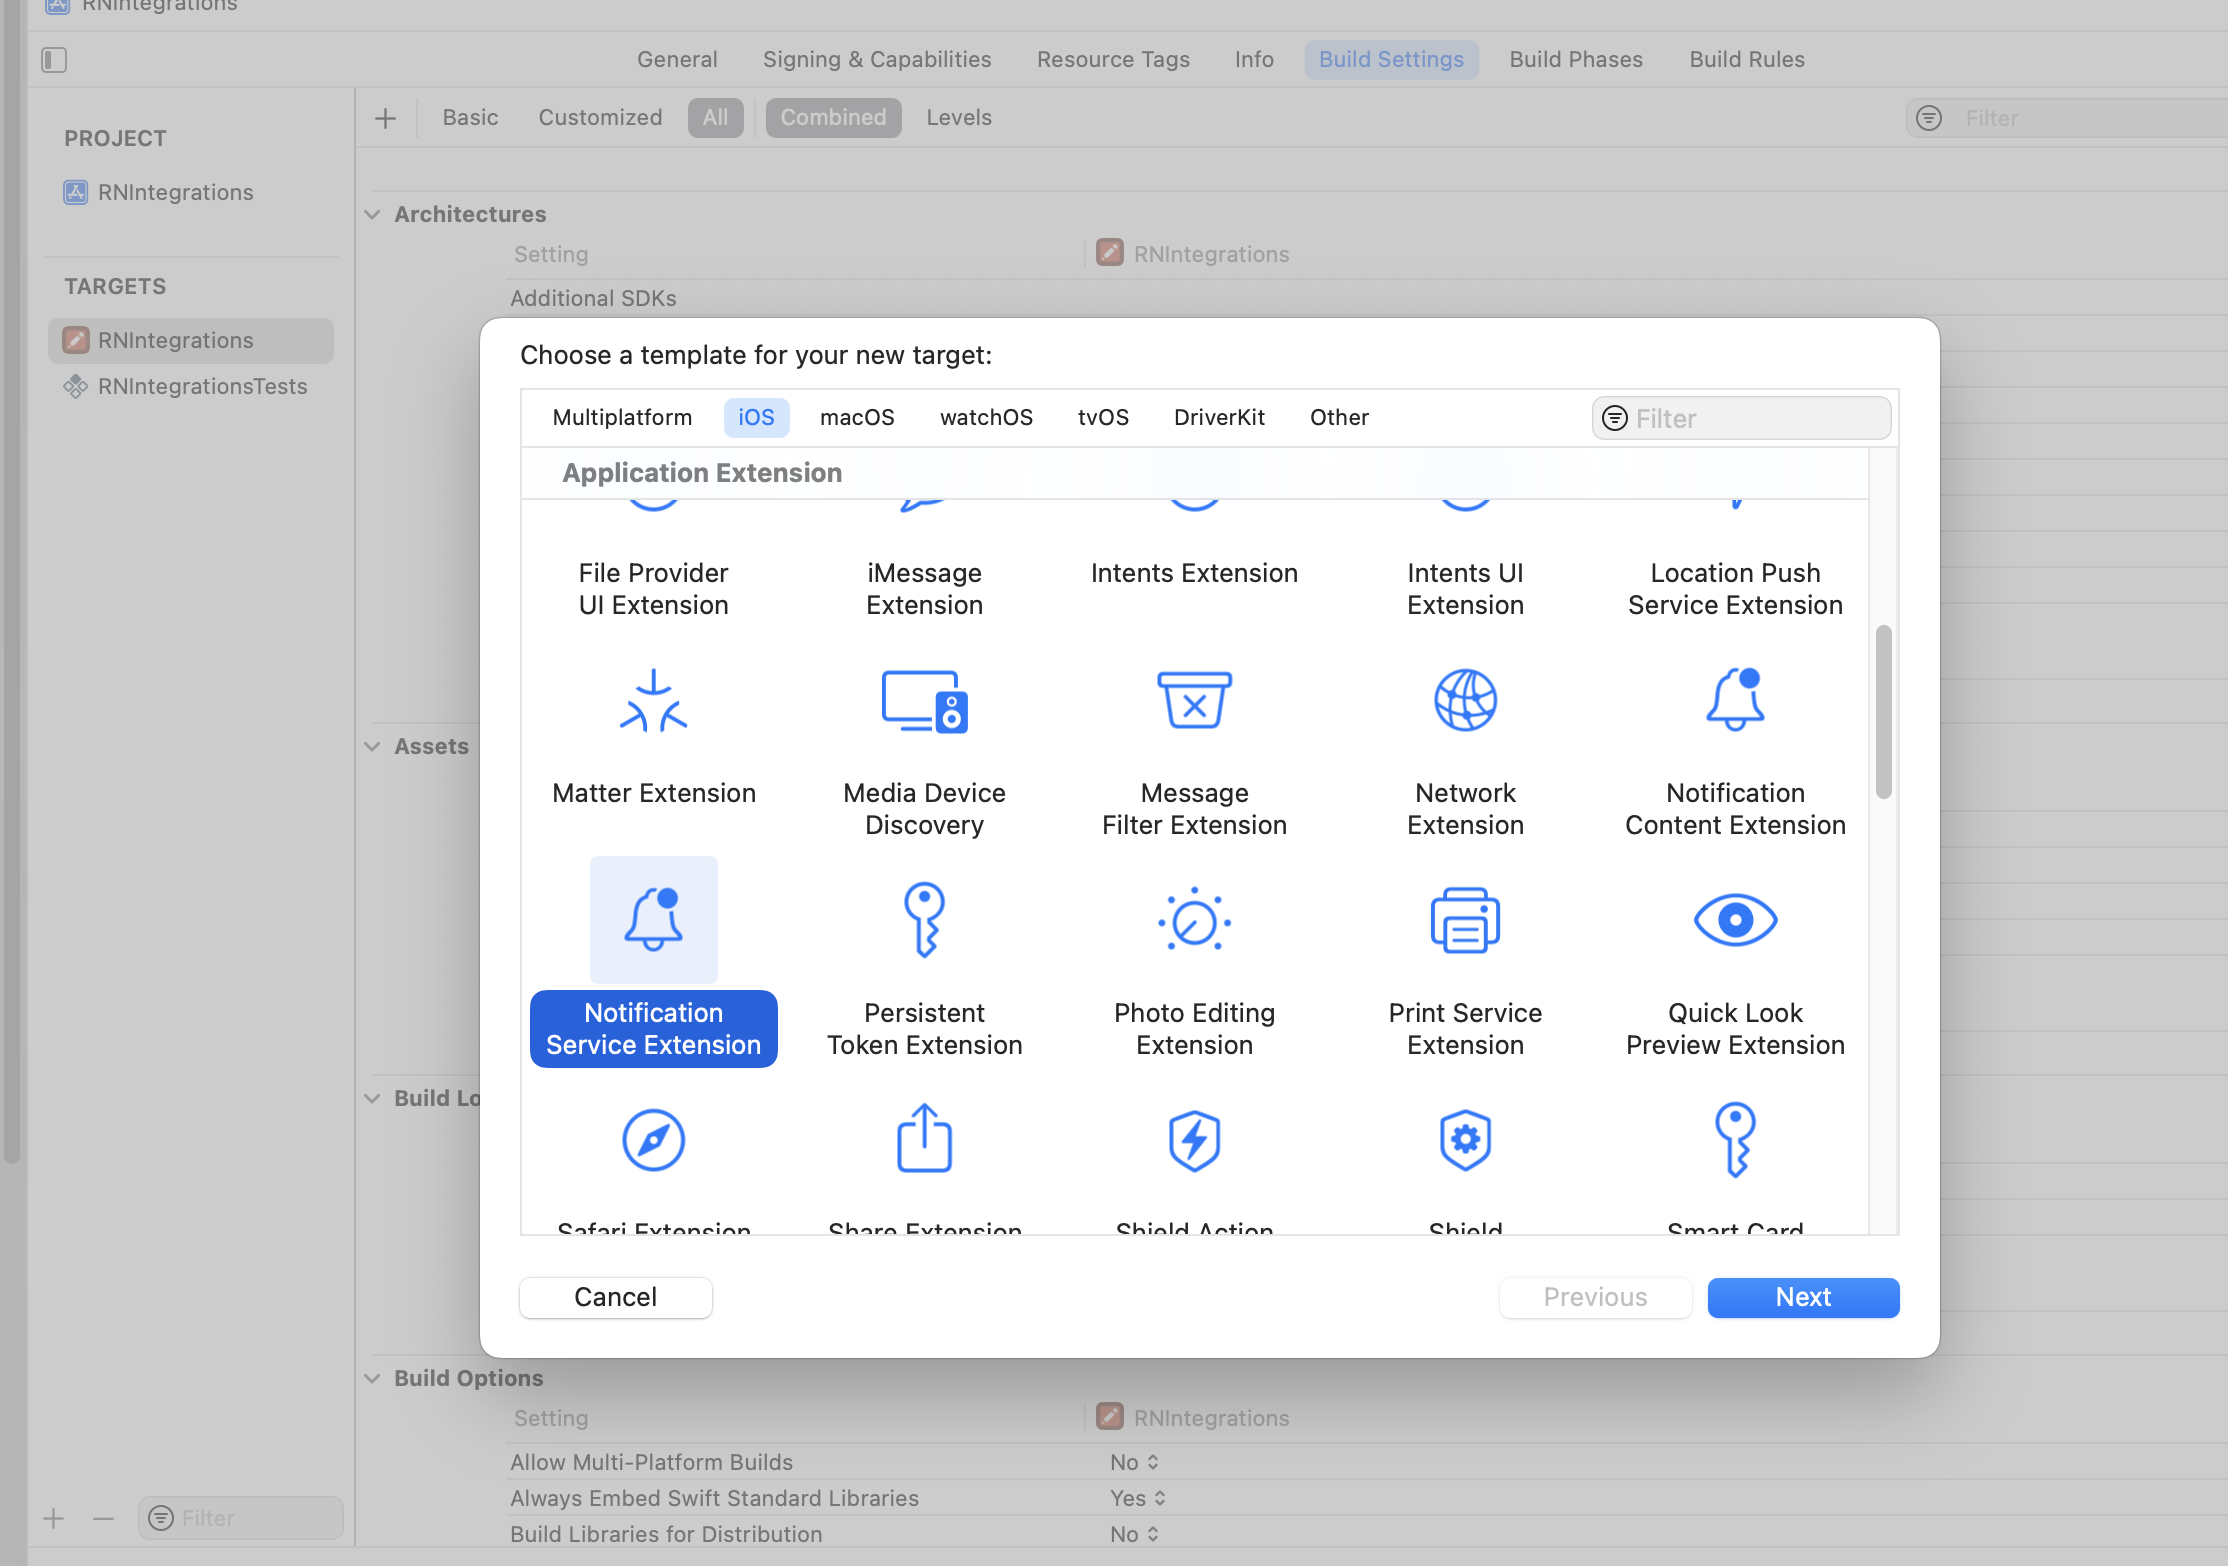 RNIntegrations
General Signing & Capabilities Resource Tags Info Build Settings Build Phases Build Rules
Basic Customized All Combined Levels Filter
PROJECT
RNIntegrations
TARGETS
RNIntegrations
RNIntegrationsTests
Architectures
Setting RNIntegrations
Additional SDKs
Assets
Build Lo
Choose a template for your new target:
Multiplatform iOS macOS watchOS tvOS DriverKit Other Filter
Application Extension
File Provider
UI Extension
iMessage
Extension
Intents Extension
Intents UI
Extension
Location Push
Service Extension
Matter Extension
Media Device
Discovery
Message
Filter Extension
Network
Extension
Notification
Content Extension
Notification
Service Extension
Persistent
Token Extension
Photo Editing
Extension
Print Service
Extension
Quick Look
Preview Extension
Safari Extension
Share Extension
Shield Action
Shield
Smart Card
Cancel Previous Next
Build Options
Setting RNIntegrations
Allow Multi-Platform Builds No
Always Embed Swift Standard Libraries Yes
Build Libraries for Distribution No
Filter